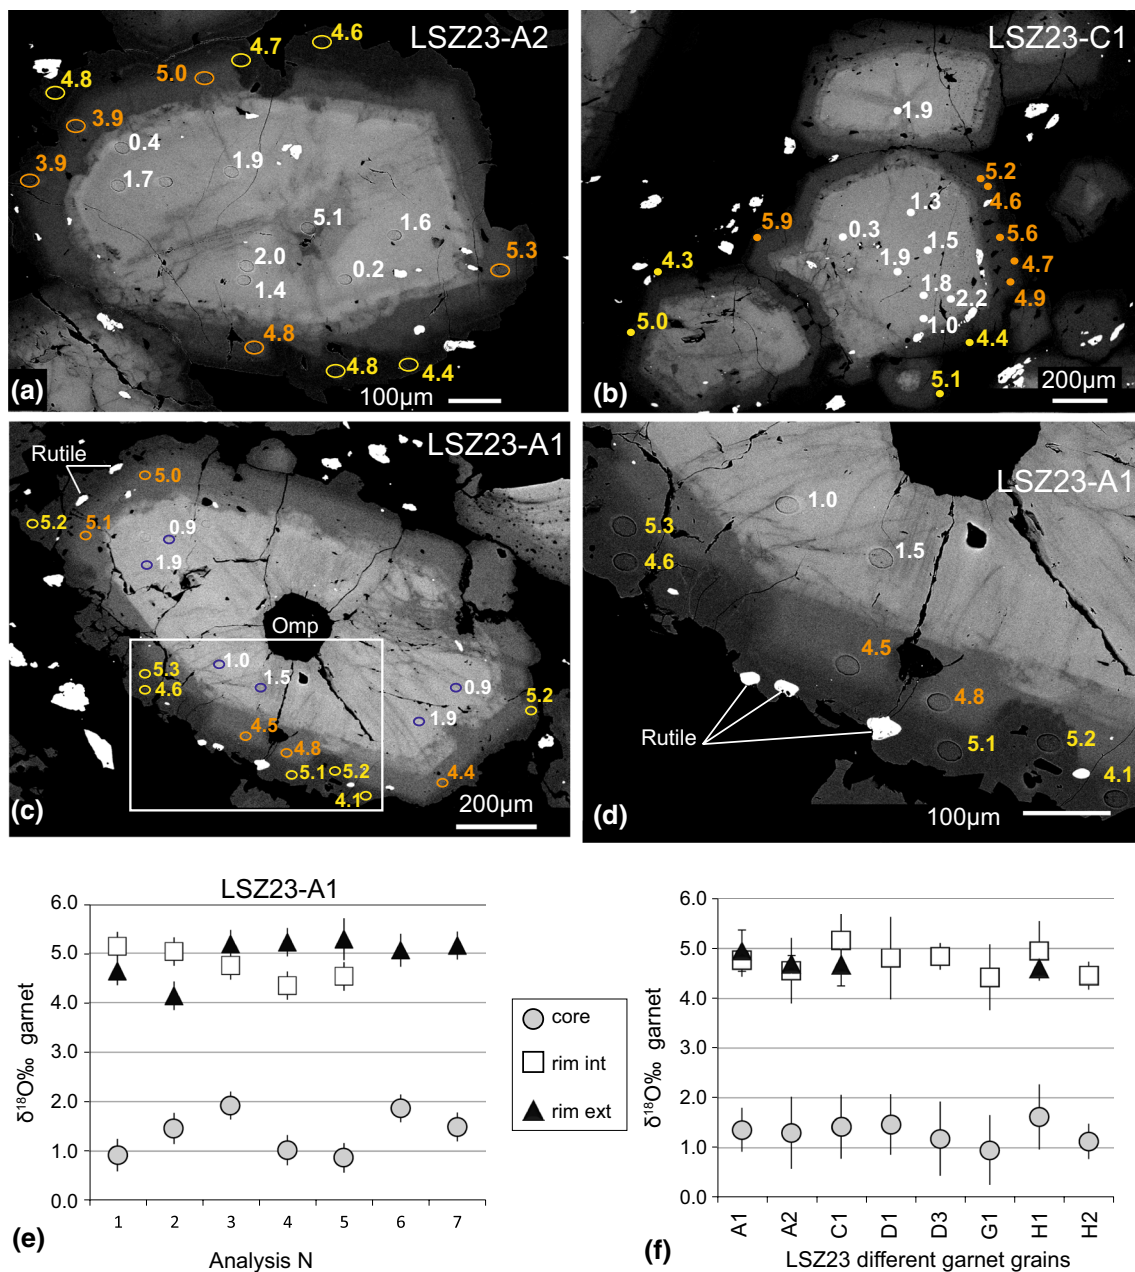 LSZ23-A2
4.6
4.7
5.0
4.8
3.9
0.4
1.9
3.9
1.7
5.1
1.6
2.0
5.3
0.2
1.4
4.8
4.8
4.4
(a)
100µm
LSZ23-C1
1.9
5.2
4.6
1.3
5.9
0.3
5.6
1.5
4.3
1.9
4.7
1.8
4.9
2.2
5.0
1.0
4.4
5.1
(b)
200µm
LSZ23-A1
Rutile
5.0
5.2
5.1
0.9
1.9
Omp
1.0
5.3
1.5
4.6
0.9
5.2
1.9
4.5
4.8
5.1
5.2
4.4
4.1
(c)
200µm
LSZ23-A1
1.0
5.3
1.5
4.6
4.5
4.8
Rutile
5.1
5.2
4.1
(d)
100µm
LSZ23-A1
6.0
5.0
4.0
3.0
2.0
1.0
0.0
δ¹⁸O‰ garnet
1 2 3 4 5 6 7
Analysis N
(e)
core
rim int
rim ext
6.0
5.0
4.0
3.0
2.0
1.0
0.0
δ¹⁸O‰ garnet
A1 A2 C1 D1 D3 G1 H1 H2
LSZ23 different garnet grains
(f)